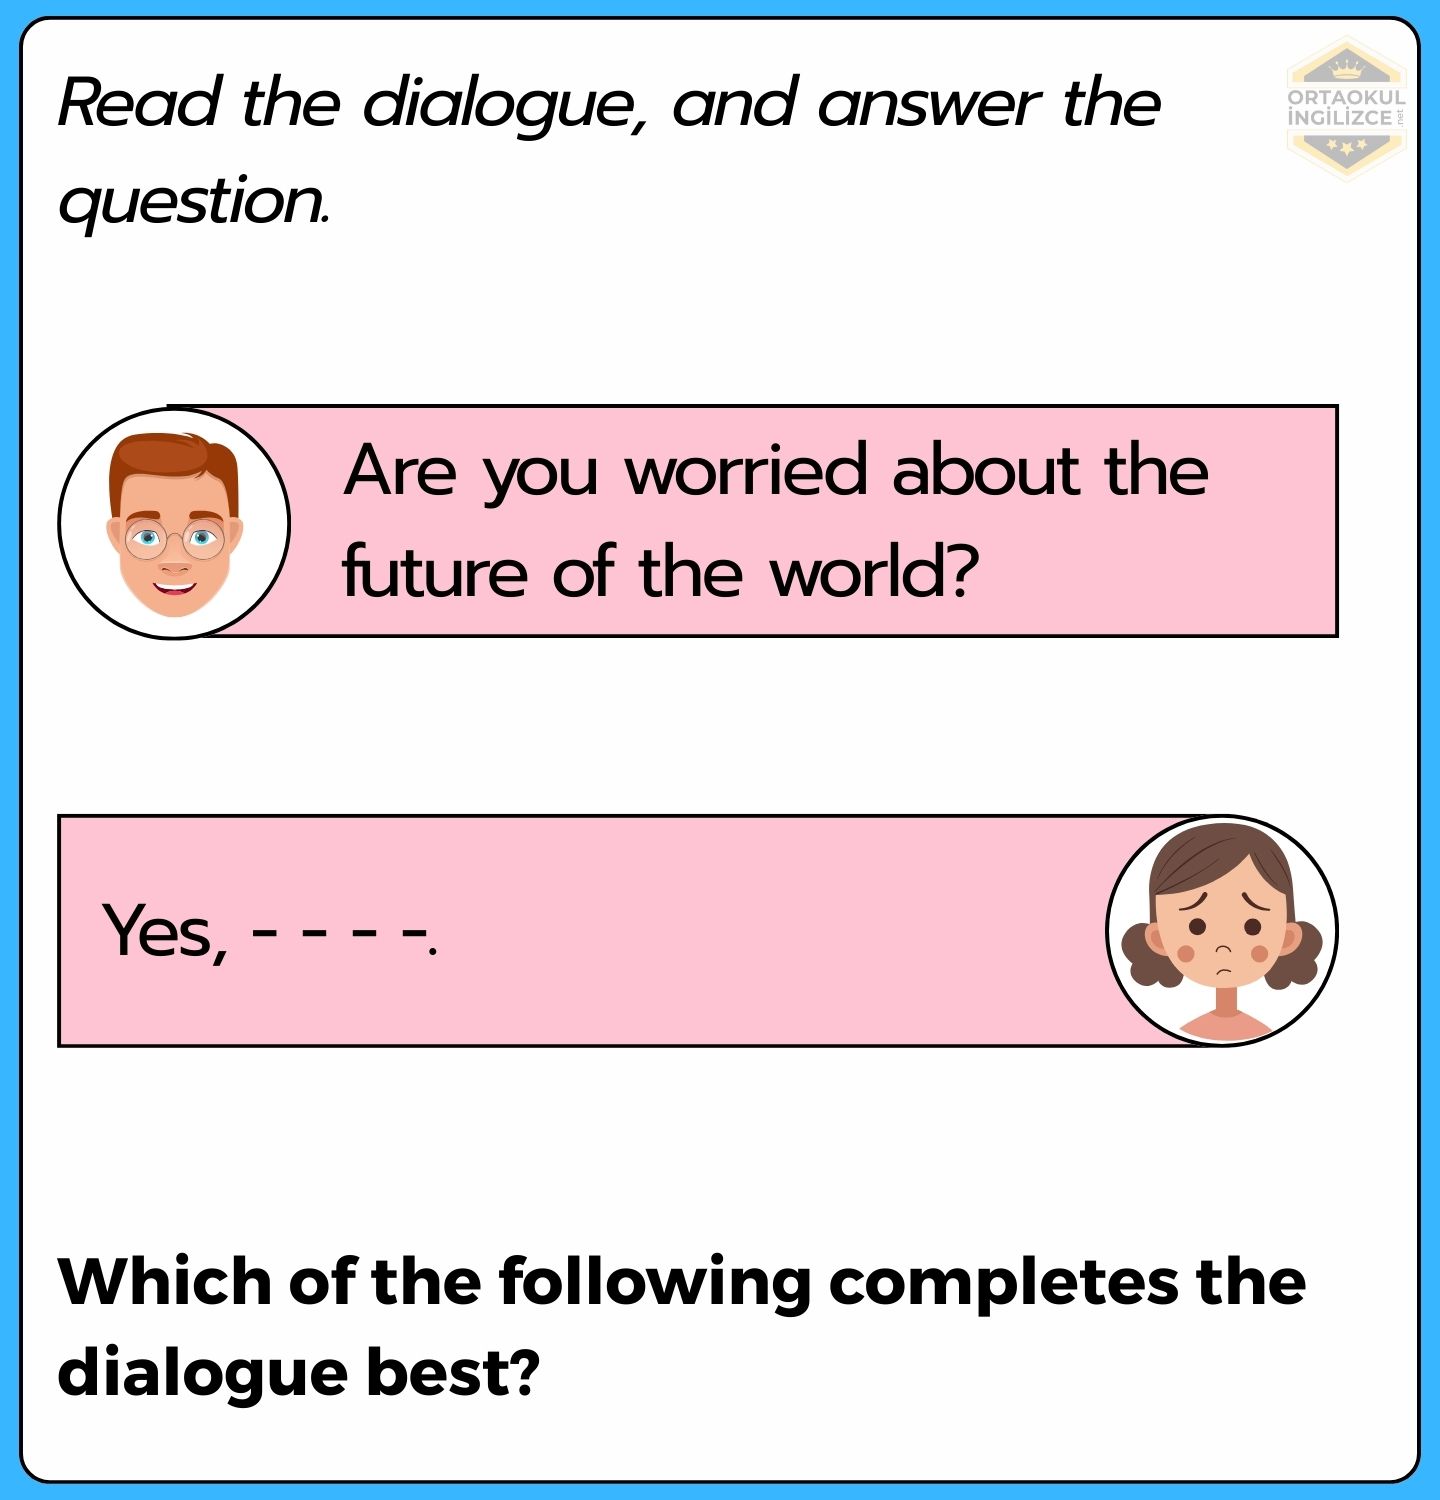 Read the dialogue, and answer the
question.
ORTAOKUL
İNGİLİZCE.net
Are you worried about the
future of the world?
Yes, - - - -.
Which of the following completes the
dialogue best?